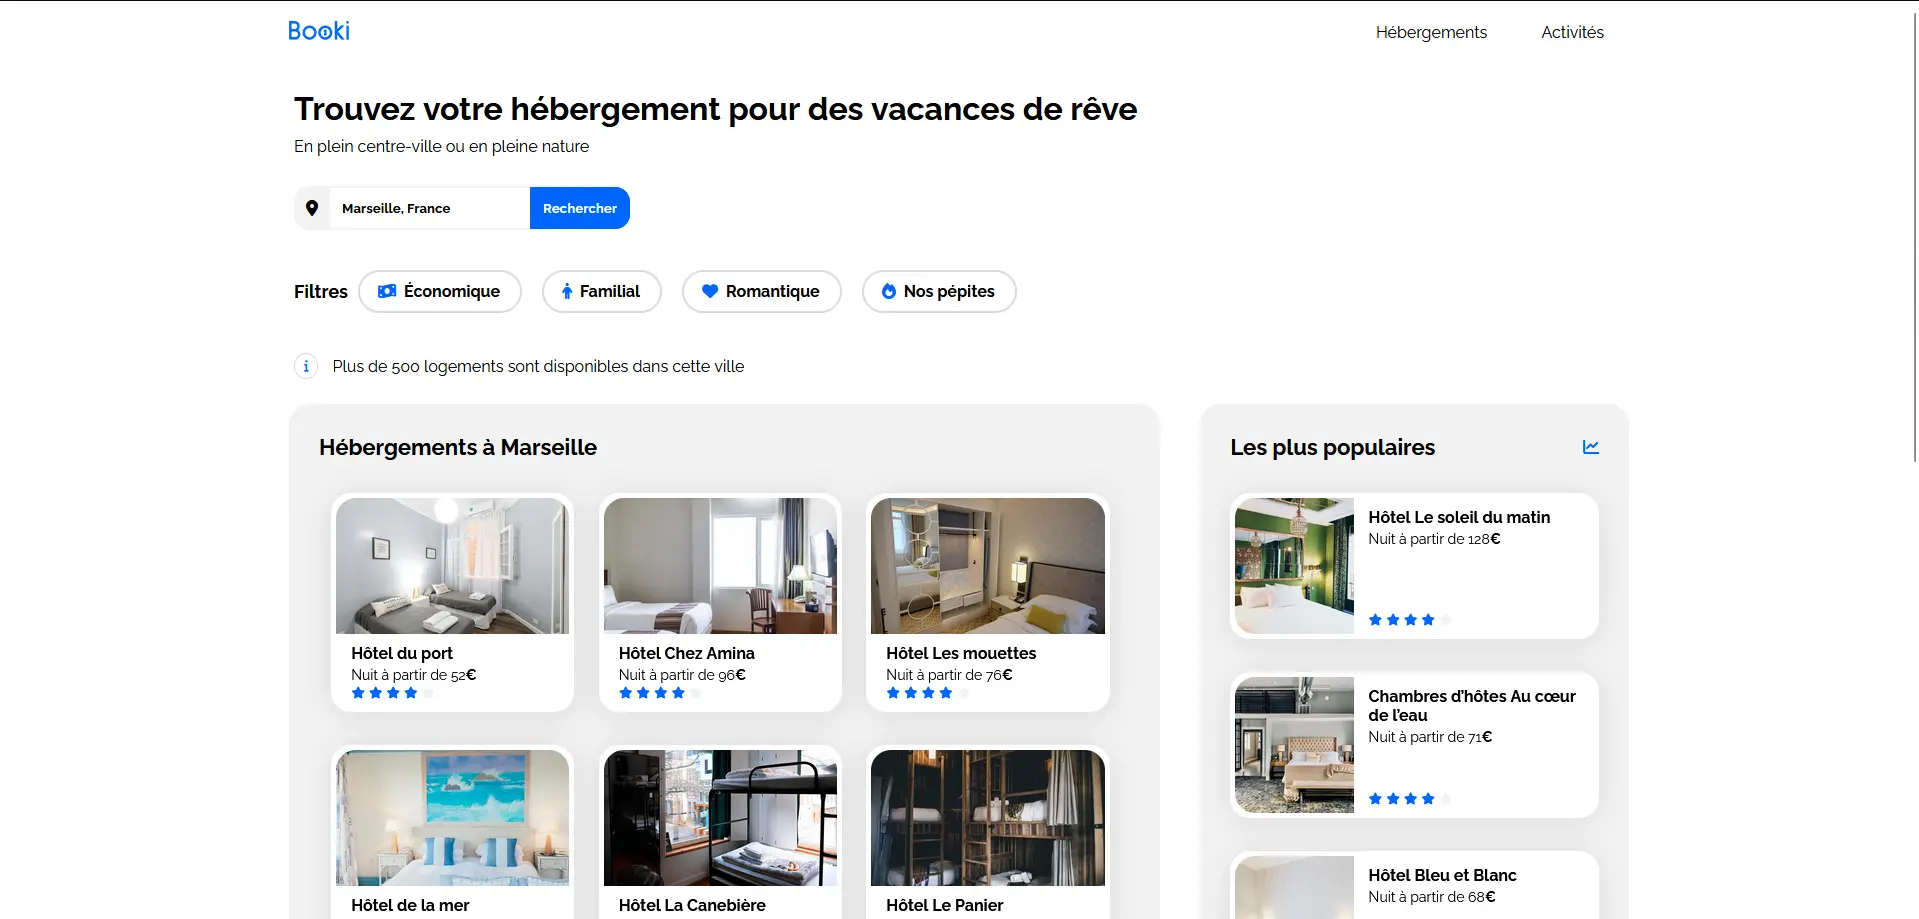 Booki
Hébergements
Activités
Trouvez votre hébergement pour des vacances de rêve
En plein centre-ville ou en pleine nature
Marseille, France
Rechercher
Filtres
Économique
Familial
Romantique
Nos pépites
Plus de 500 logements sont disponibles dans cette ville
Hébergements à Marseille
Hôtel du port
Nuit à partir de 52€
Hôtel Chez Amina
Nuit à partir de 96€
Hôtel Les mouettes
Nuit à partir de 76€
Hôtel de la mer
Hôtel La Canebière
Hôtel Le Panier
Les plus populaires
Hôtel Le soleil du matin
Nuit à partir de 128€
Chambres d’hôtes Au cœur
de l’eau
Nuit à partir de 71€
Hôtel Bleu et Blanc
Nuit à partir de 68€